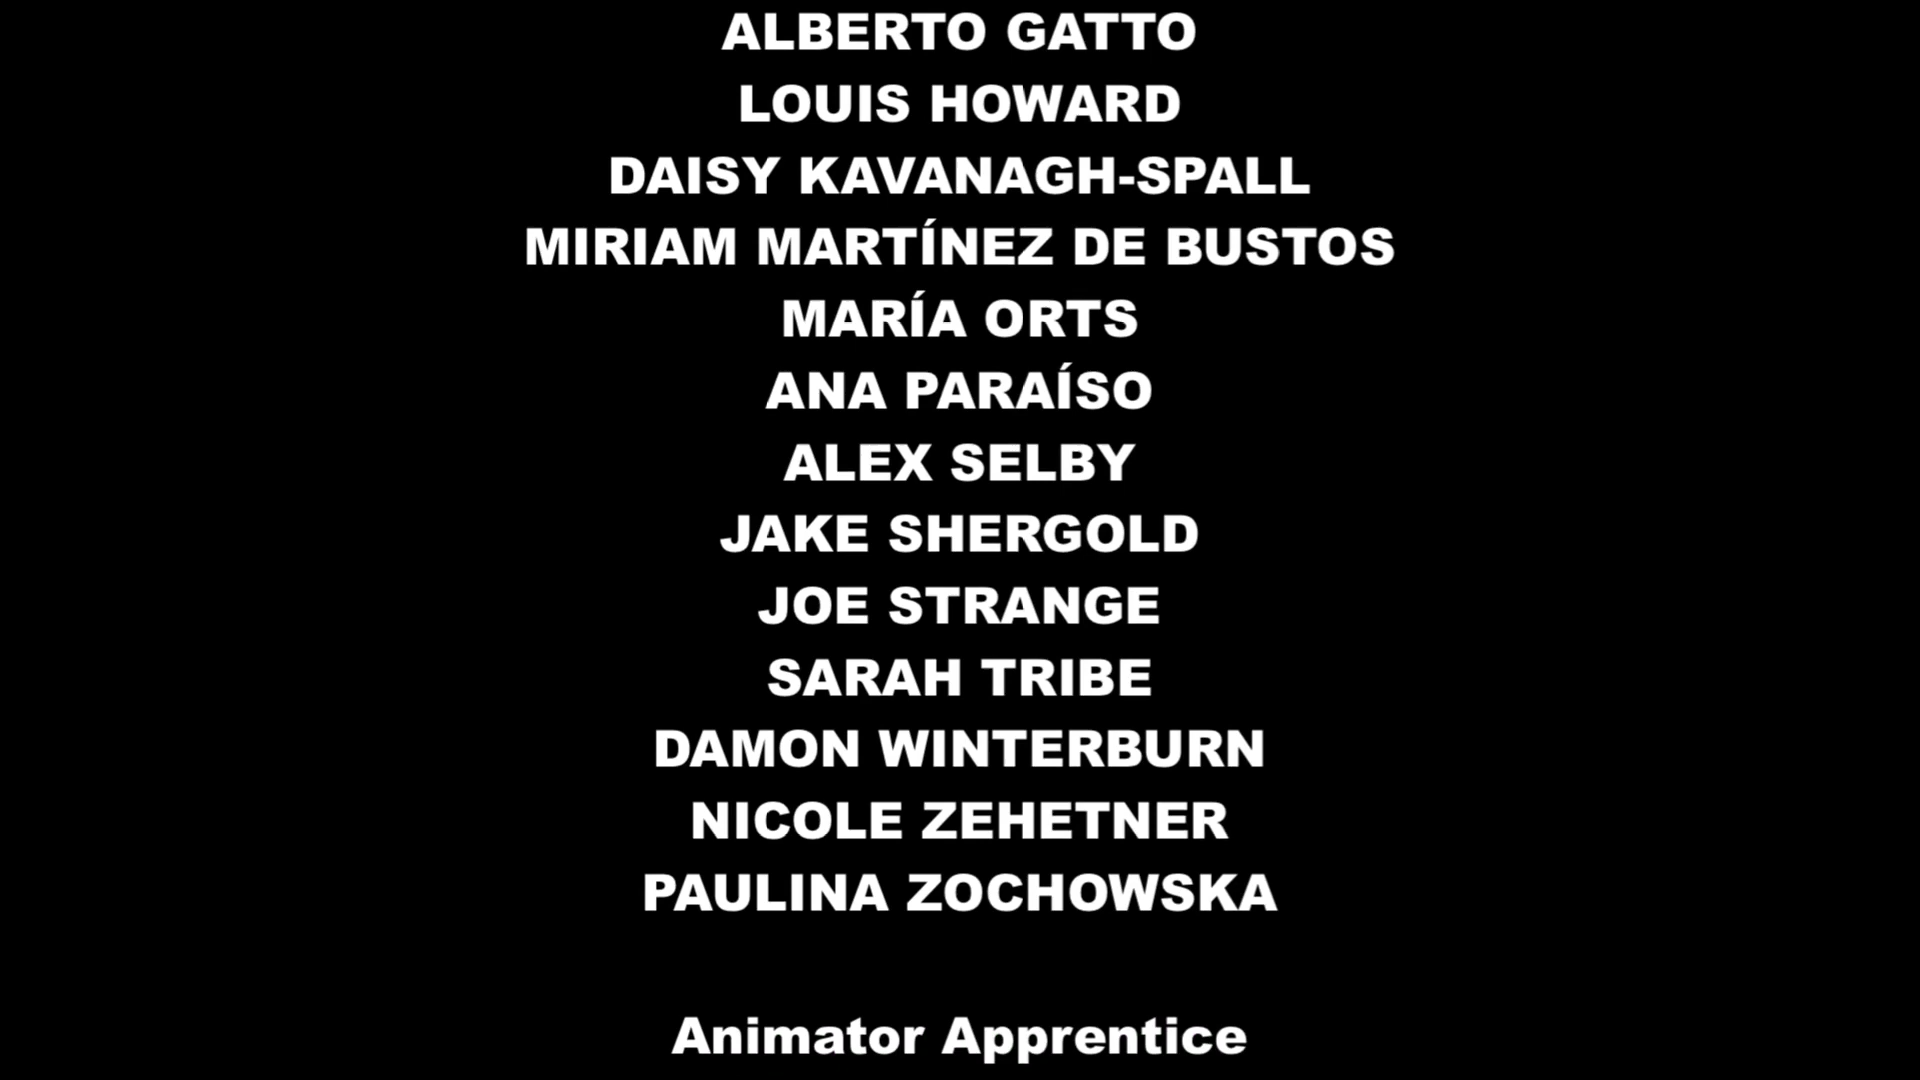 ALBERTO GATTO
LOUIS HOWARD
DAISY KAVANAGH-SPALL
MIRIAM MARTÍNEZ DE BUSTOS
MARÍA ORTS
ANA PARAÍSO
ALEX SELBY
JAKE SHERGOLD
JOE STRANGE
SARAH TRIBE
DAMON WINTERBURN
NICOLE ZEHETNER
PAULINA ZOCHOWSKA
Animator Apprentice